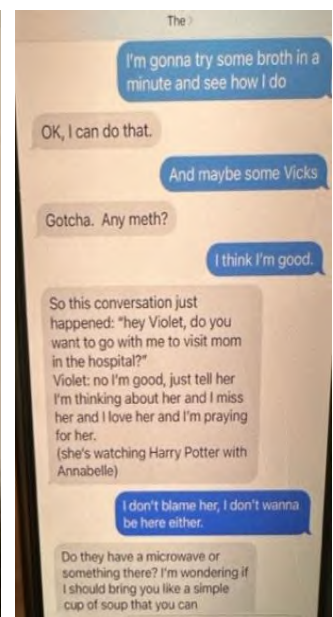 The >
I'm gonna try some broth in a
minute and see how I do
OK, I can do that.
And maybe some Vicks
Gotcha. Any meth?
I think I'm good.
So this conversation just
happened: "hey Violet, do you
want to go with me to visit mom
in the hospital?"
Violet: no I'm good, just tell her
I'm thinking about her and I miss
her and I love her and I'm praying
for her.
(she's watching Harry Potter with
Annabelle)
I don't blame her, I don't wanna
be here either.
Do they have a microwave or
something there? I'm wondering if
I should bring you like a simple
cup of soup that you can